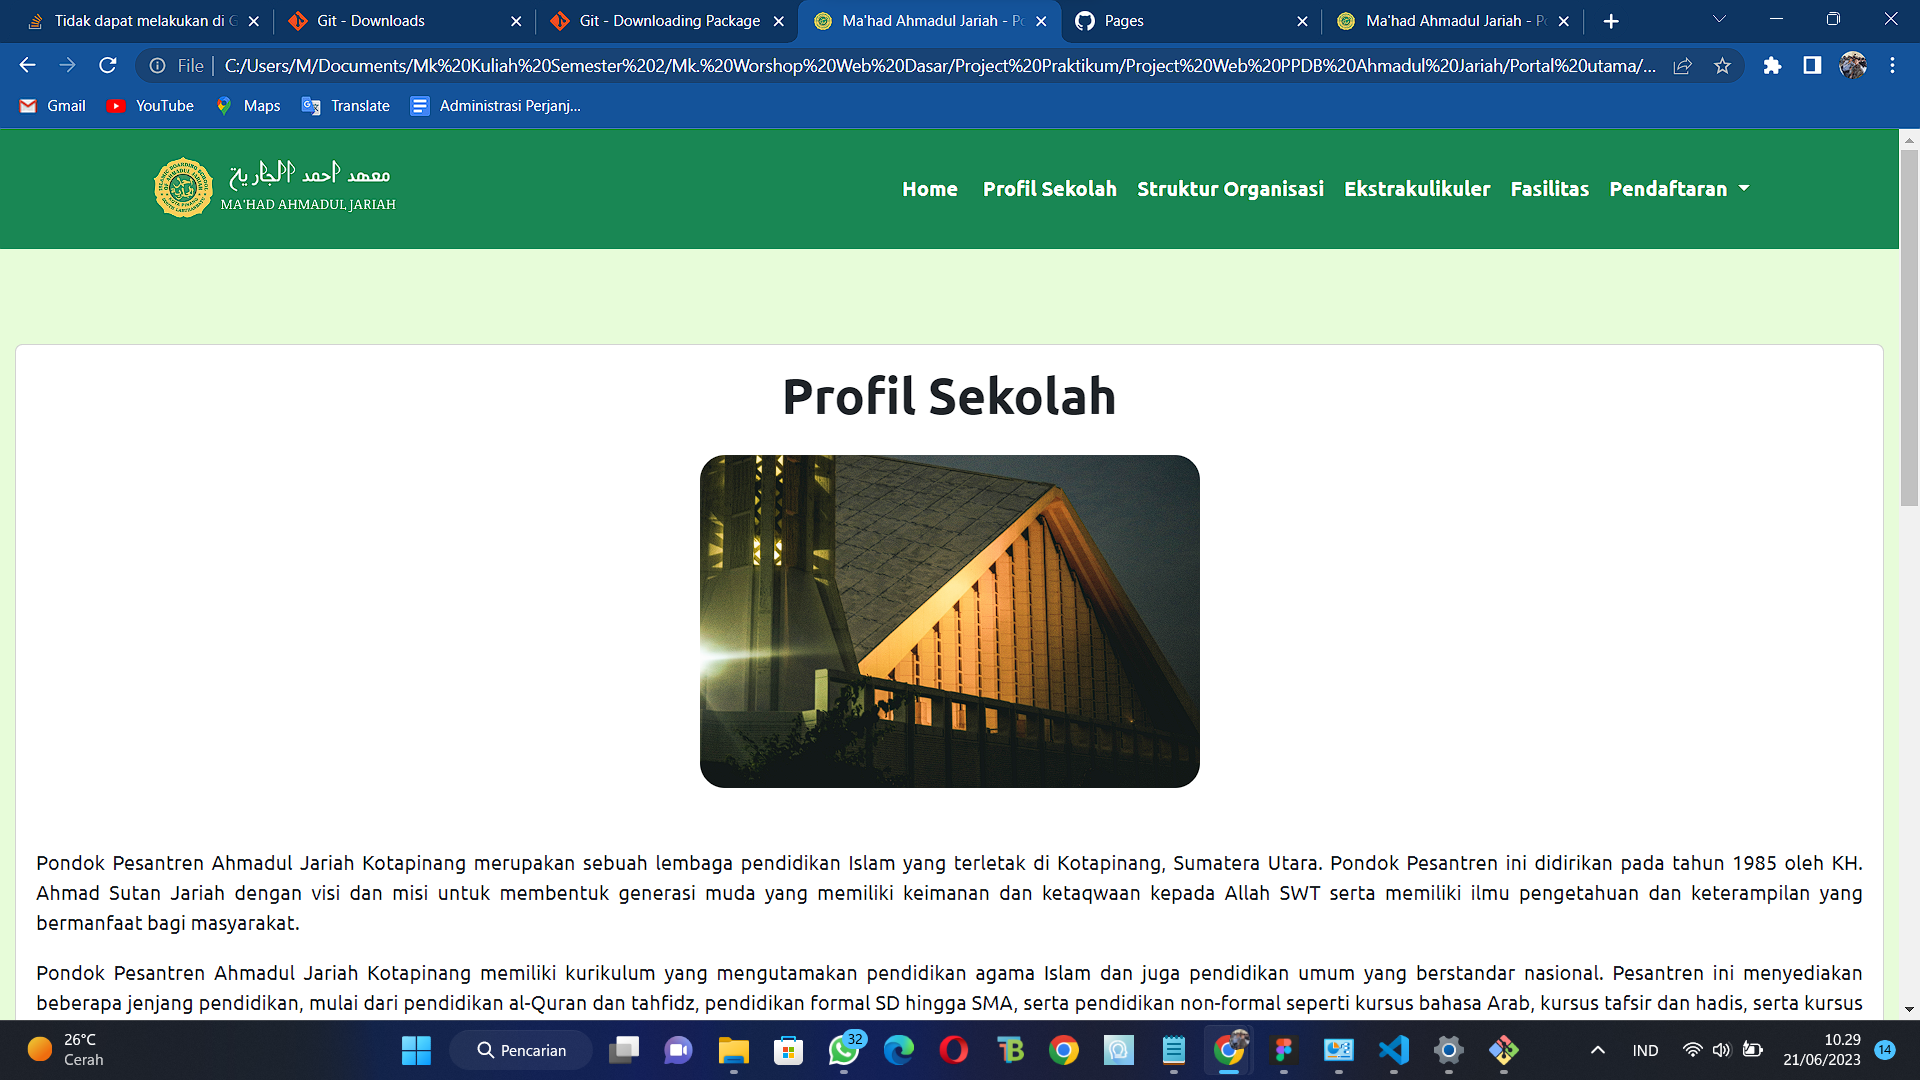 Tidak dapat melakukan di G
Git - Downloads
Git - Downloading Package
Ma'had Ahmadul Jariah - Po
Pages
Ma'had Ahmadul Jariah - Po
File
C:/Users/M/Documents/Mk%20Kuliah%20Semester%202/Mk.%20Worshop%20Web%20Dasar/Project%20Praktikum/Project%20Web%20PPDB%20Ahmadul%20Jariah/Portal%20utama/...
Gmail
YouTube
Maps
Translate
Administrasi Perjanj...
معهد احمد الجارية
MA'HAD AHMADUL JARIAH
Home
Profil Sekolah
Struktur Organisasi
Ekstrakulikuler
Fasilitas
Pendaftaran
Profil Sekolah
Pondok Pesantren Ahmadul Jariah Kotapinang merupakan sebuah lembaga pendidikan Islam yang terletak di Kotapinang, Sumatera Utara. Pondok Pesantren ini didirikan pada tahun 1985 oleh KH.
Ahmad Sutan Jariah dengan visi dan misi untuk membentuk generasi muda yang memiliki keimanan dan ketaqwaan kepada Allah SWT serta memiliki ilmu pengetahuan dan keterampilan yang
bermanfaat bagi masyarakat.
Pondok Pesantren Ahmadul Jariah Kotapinang memiliki kurikulum yang mengutamakan pendidikan agama Islam dan juga pendidikan umum yang berstandar nasional. Pesantren ini menyediakan
beberapa jenjang pendidikan, mulai dari pendidikan al-Quran dan tahfidz, pendidikan formal SD hingga SMA, serta pendidikan non-formal seperti kursus bahasa Arab, kursus tafsir dan hadis, serta kursus
26°C
Cerah
Pencarian
32
IND
10.29
21/06/2023
14